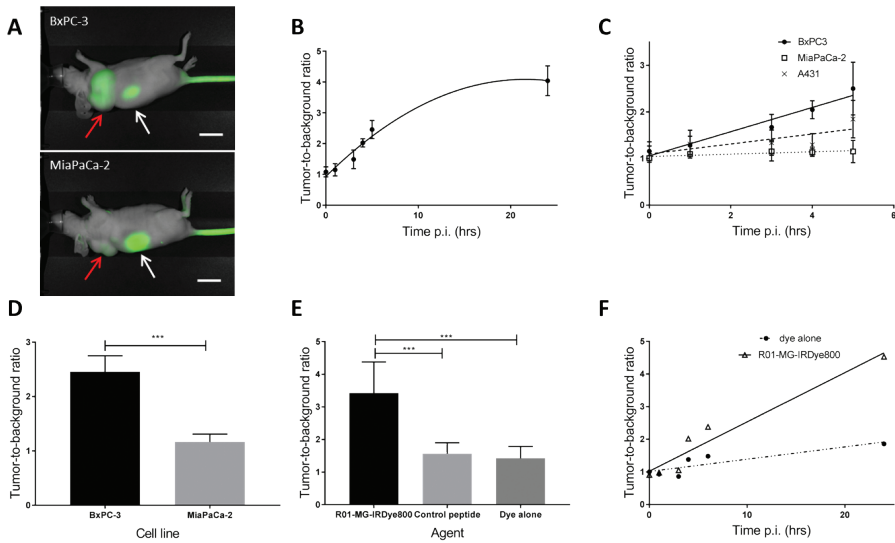 A
BxPC-3
MiaPaCa-2
B
Tumor-to-background ratio
5
4
3
2
1
0
0
10
20
Time p.i. (hrs)
C
BxPC3
MiaPaCa-2
A431
Tumor-to-background ratio
3
2
1
0
0
2
4
6
Time p.i. (hrs)
D
Tumor-to-background ratio
3
2
1
0
***
BxPC-3
MiaPaCa-2
Cell line
E
Tumor-to-background ratio
5
4
3
2
1
0
***
***
R01-MG-IRDye800
Control peptide
Dye alone
Agent
F
dye alone
R01-MG-IRDye800
Tumor-to-background ratio
5
4
3
2
1
0
0
10
20
Time p.i. (hrs)